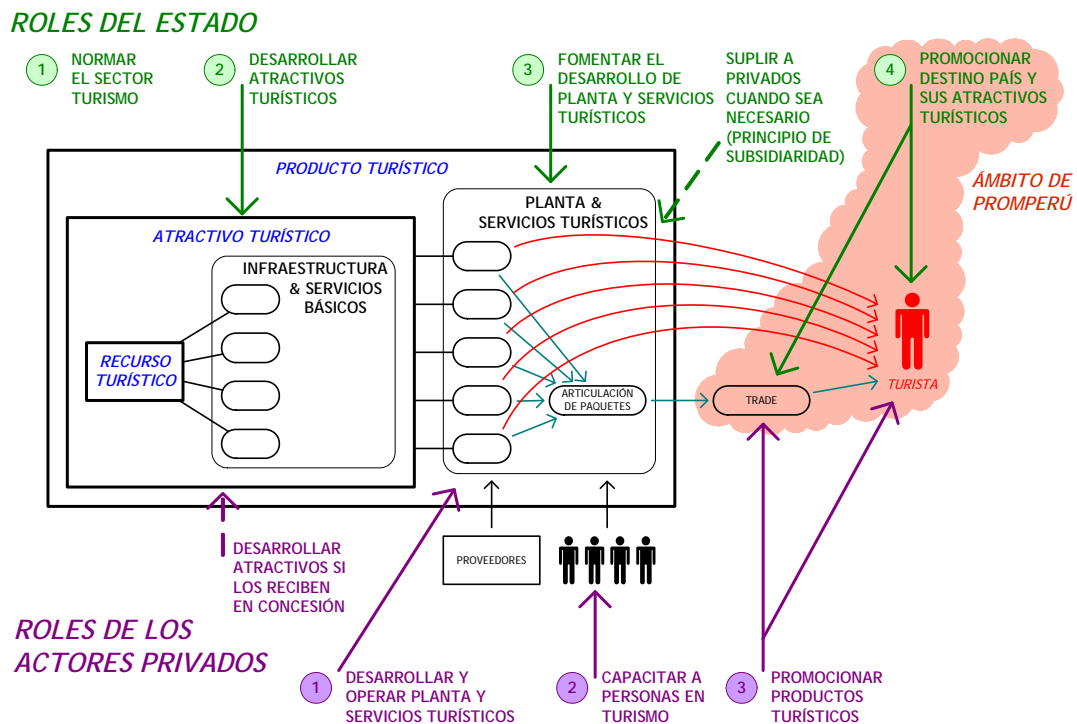 ROLES DEL ESTADO
1
NORMAR
EL SECTOR
TURISMO
2
DESARROLLAR
ATRACTIVOS
TURÍSTICOS
3
FOMENTAR EL
DESARROLLO DE
PLANTA Y SERVICIOS
TURÍSTICOS
SUPLIR A
PRIVADOS
CUANDO SEA
NECESARIO
(PRINCIPIO DE
SUBSIDIARIDAD)
4
PROMOCIONAR
DESTINO PAÍS Y
SUS ATRACTIVOS
TURÍSTICOS
ÁMBITO DE
PROMPERÚ
PRODUCTO TURÍSTICO
ATRACTIVO TURÍSTICO
INFRAESTRUCTURA
& SERVICIOS
BÁSICOS
RECURSO
TURÍSTICO
PLANTA &
SERVICIOS TURÍSTICOS
ARTICULACIÓN
DE PAQUETES
TRADE
TURISTA
PROVEEDORES
DESARROLLAR
ATRACTIVOS SI
LOS RECIBEN
EN CONCESIÓN
ROLES DE LOS
ACTORES PRIVADOS
1
DESARROLLAR Y
OPERAR PLANTA Y
SERVICIOS TURÍSTICOS
2
CAPACITAR A
PERSONAS EN
TURISMO
3
PROMOCIONAR
PRODUCTOS
TURÍSTICOS